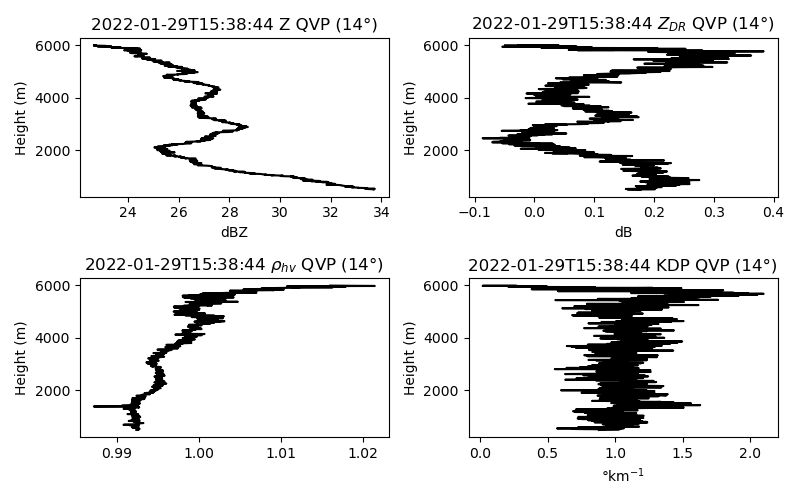 2022-01-29T15:38:44 Z QVP (14°)
6000
4000
2000
Height (m)
24 26 28 30 32 34
dBZ
2022-01-29T15:38:44 Z_DR QVP (14°)
6000
4000
2000
Height (m)
−0.1 0.0 0.1 0.2 0.3 0.4
dB
2022-01-29T15:38:44 ρ_hv QVP (14°)
6000
4000
2000
Height (m)
0.99 1.00 1.01 1.02
2022-01-29T15:38:44 KDP QVP (14°)
6000
4000
2000
Height (m)
0.0 0.5 1.0 1.5 2.0
°km⁻¹